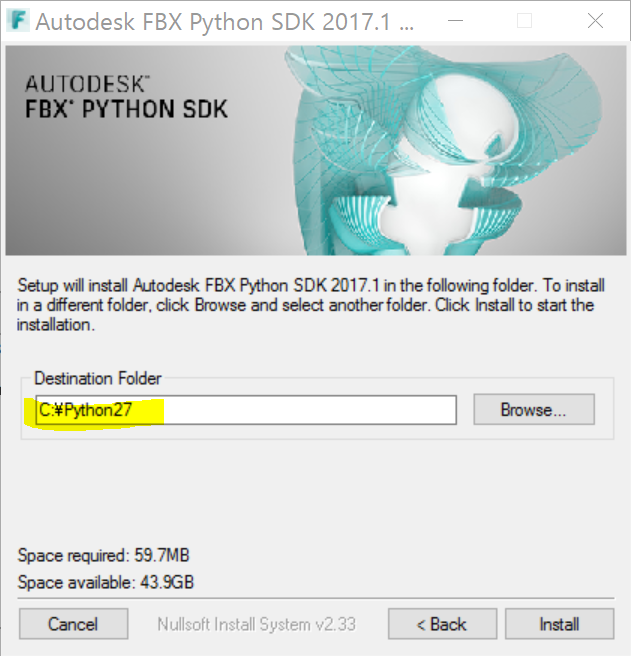 Autodesk FBX Python SDK 2017.1 ...
AUTODESK™
FBX® PYTHON SDK
Setup will install Autodesk FBX Python SDK 2017.1 in the following folder. To install
in a different folder, click Browse and select another folder. Click Install to start the
installation.
Destination Folder
C:¥Python27
Browse...
Space required: 59.7MB
Space available: 43.9GB
Cancel
Nullsoft Install System v2.33
< Back
Install